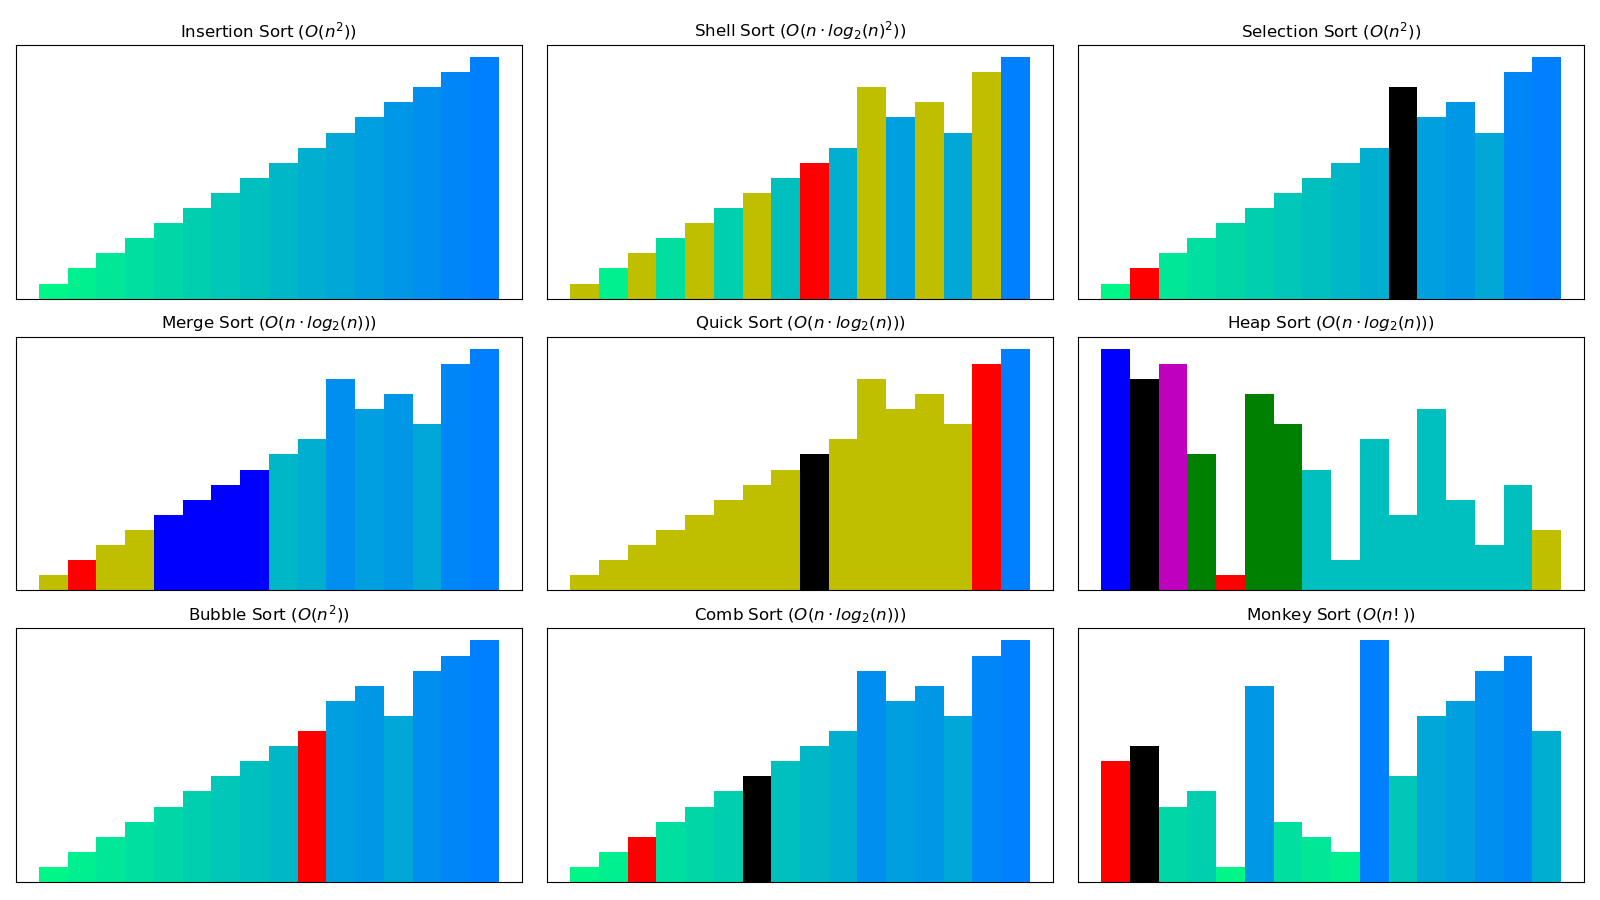 Insertion Sort (O(n²))
Shell Sort (O(n · log₂(n)²))
Selection Sort (O(n²))
Merge Sort (O(n · log₂(n)))
Quick Sort (O(n · log₂(n)))
Heap Sort (O(n · log₂(n)))
Bubble Sort (O(n²))
Comb Sort (O(n · log₂(n)))
Monkey Sort (O(n!))